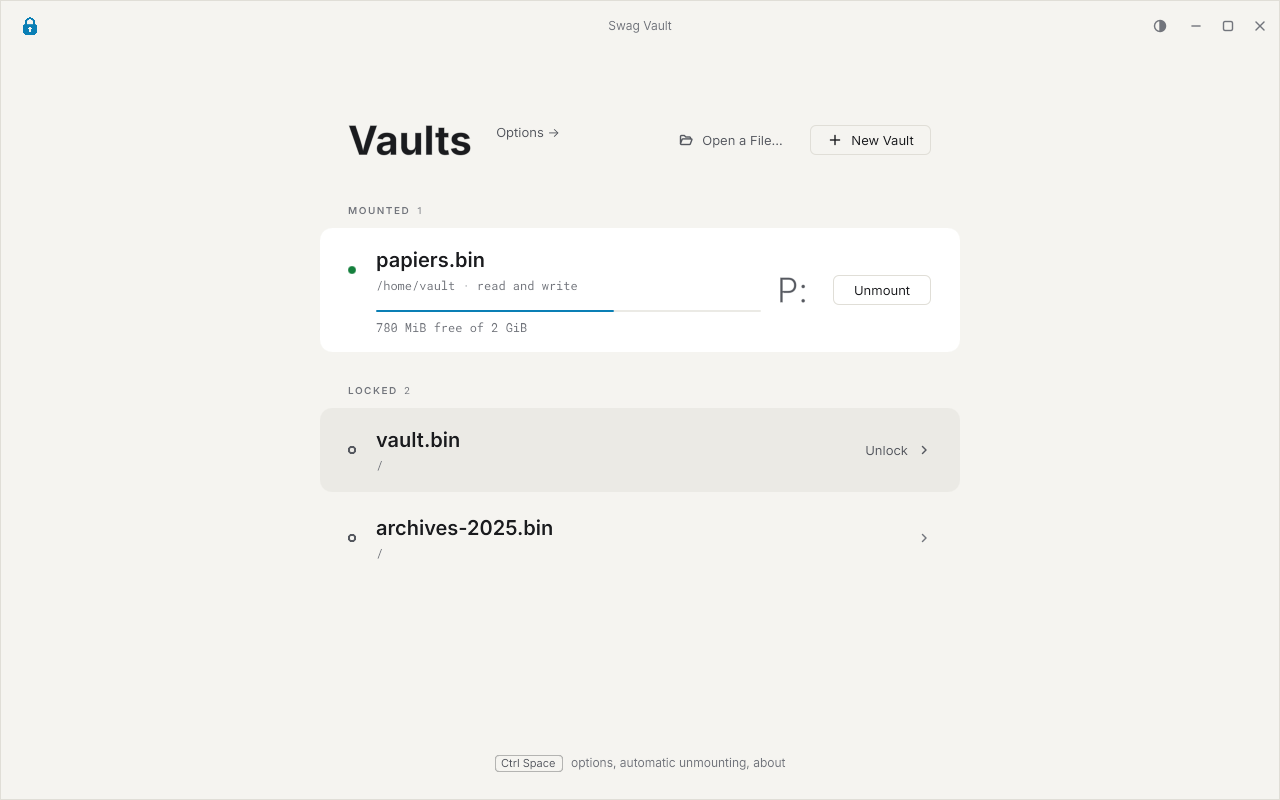 Swag Vault
Vaults
Options →
Open a File...
New Vault
MOUNTED 1
papiers.bin
/home/vault · read and write
780 MiB free of 2 GiB
P:
Unmount
LOCKED 2
vault.bin
/
Unlock
archives-2025.bin
/
Ctrl Space options, automatic unmounting, about